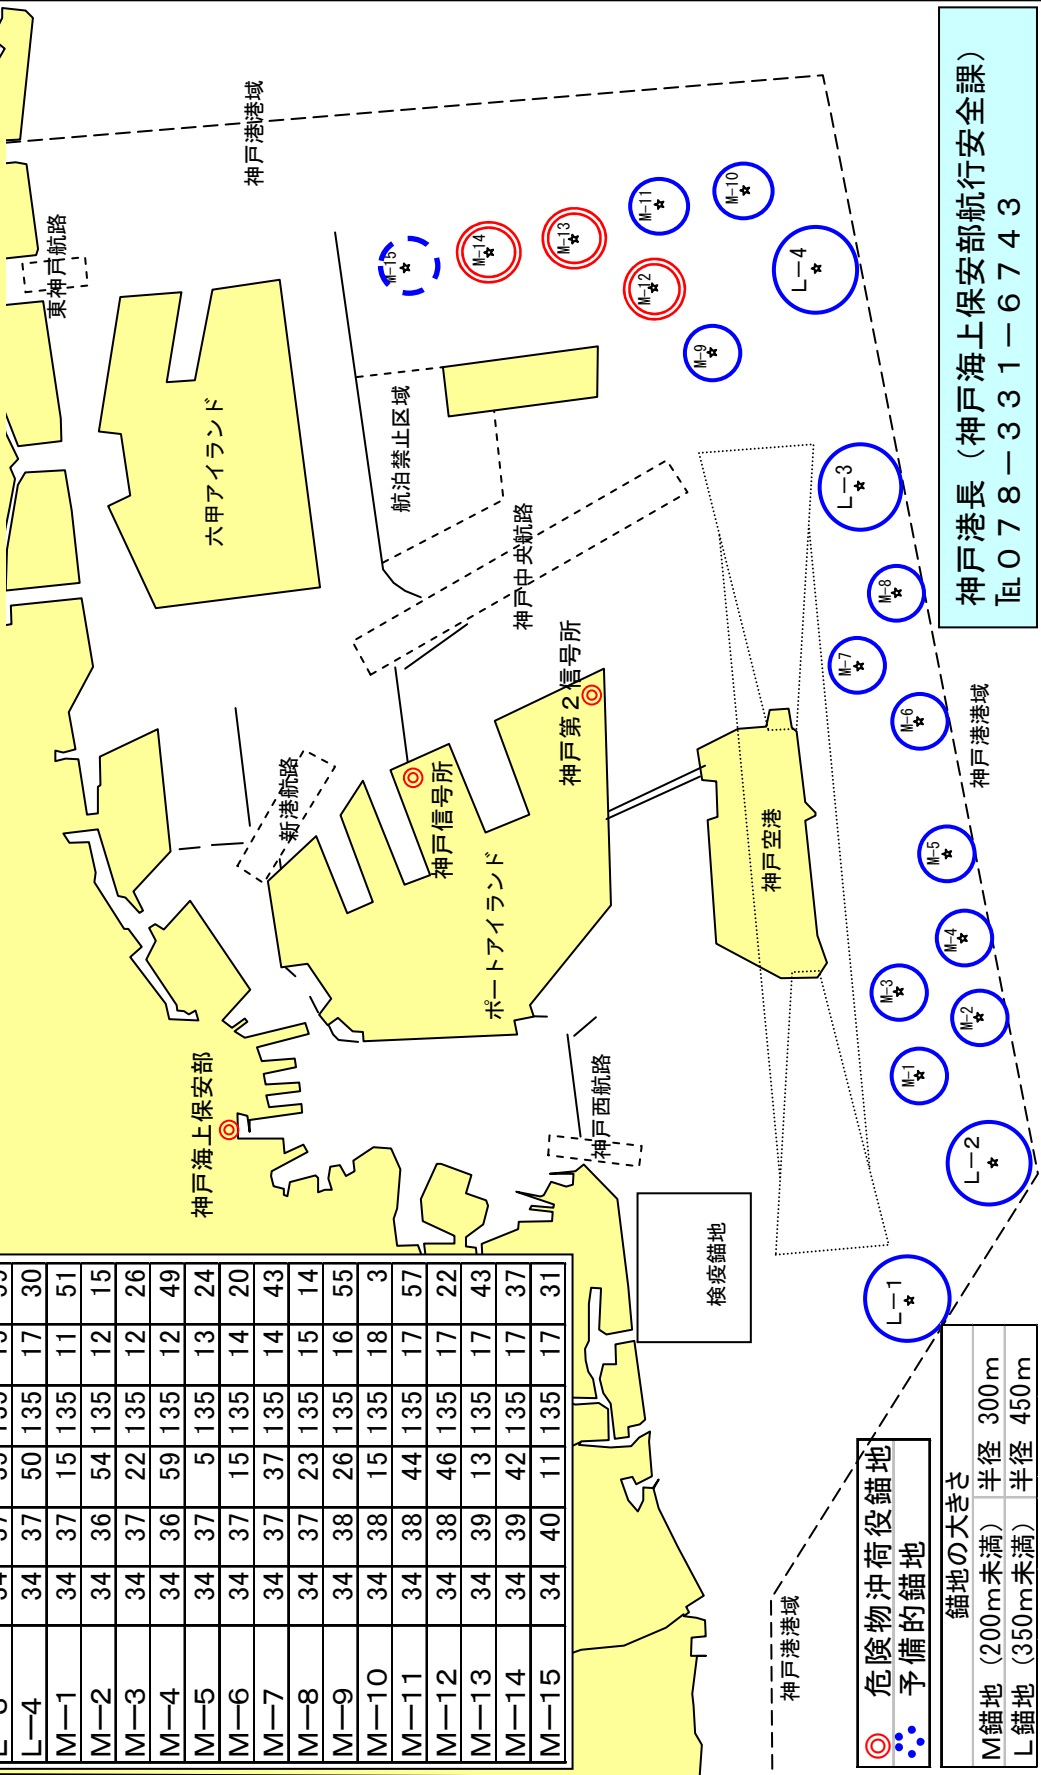 神戸港長（神戸海上保安部航行安全課）
℡０７８－３３１－６７４３
神戸港港域
東神戸航路
六甲アイランド
航泊禁止区域
神戸中央航路
新港航路
神戸信号所
神戸第２信号所
ポートアイランド
神戸空港
神戸海上保安部
神戸西航路
検疫錨地
神戸港港域
神戸港港域
M-15
M-14
M-13
M-12
M-11
M-10
M-9
L-4
L-3
M-8
M-7
M-6
M-5
M-4
M-3
M-2
M-1
L-2
L-1
L-4 34 37 50 135 17 30
M-1 34 37 15 135 11 51
M-2 34 36 54 135 12 15
M-3 34 37 22 135 12 26
M-4 34 36 59 135 12 49
M-5 34 37 5 135 13 24
M-6 34 37 15 135 14 20
M-7 34 37 37 135 14 43
M-8 34 37 23 135 15 14
M-9 34 38 26 135 16 55
M-10 34 38 15 135 18 3
M-11 34 38 44 135 17 57
M-12 34 38 46 135 17 22
M-13 34 39 13 135 17 43
M-14 34 39 42 135 17 37
M-15 34 40 11 135 17 31
危険物沖荷役錨地
予備的錨地
錨地の大きさ
M錨地（200m未満） 半径 300m
L錨地（350m未満） 半径 450m